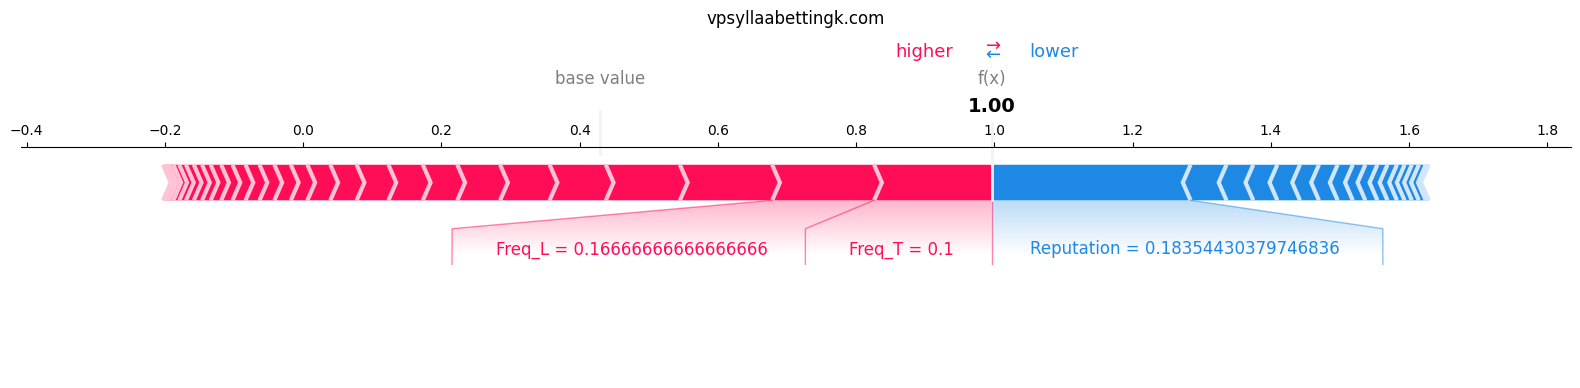 vpsyllaabettingk.com
higher ⇄ lower
base value f(x)
1.00
−0.4 −0.2 0.0 0.2 0.4 0.6 0.8 1.0 1.2 1.4 1.6 1.8
Freq_L = 0.16666666666666666 Freq_T = 0.1 Reputation = 0.18354430379746836